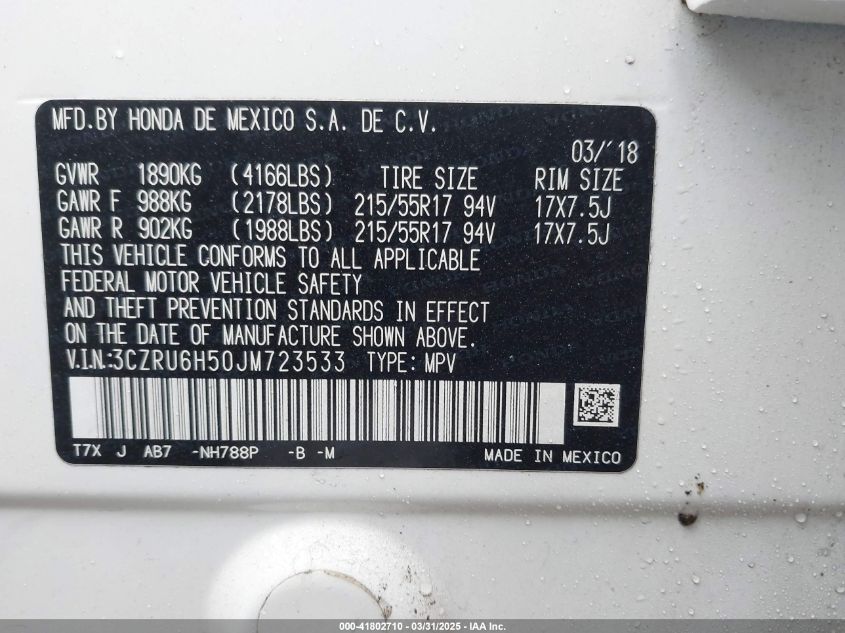 MFD.BY HONDA DE MEXICO S.A. DE C.V.
03/'18
GVWR 1890KG (4166LBS) TIRE SIZE RIM SIZE
GAWR F 988KG (2178LBS) 215/55R17 94V 17X7.5J
GAWR R 902KG (1988LBS) 215/55R17 94V 17X7.5J
THIS VEHICLE CONFORMS TO ALL APPLICABLE
FEDERAL MOTOR VEHICLE SAFETY
AND THEFT PREVENTION STANDARDS IN EFFECT
ON THE DATE OF MANUFACTURE SHOWN ABOVE.
V.I.N.:3CZRU6H50JM723533 TYPE: MPV
T7X J AB7 -NH788P -B -M MADE IN MEXICO
000-41802710 - 03/31/2025 - IAA Inc.